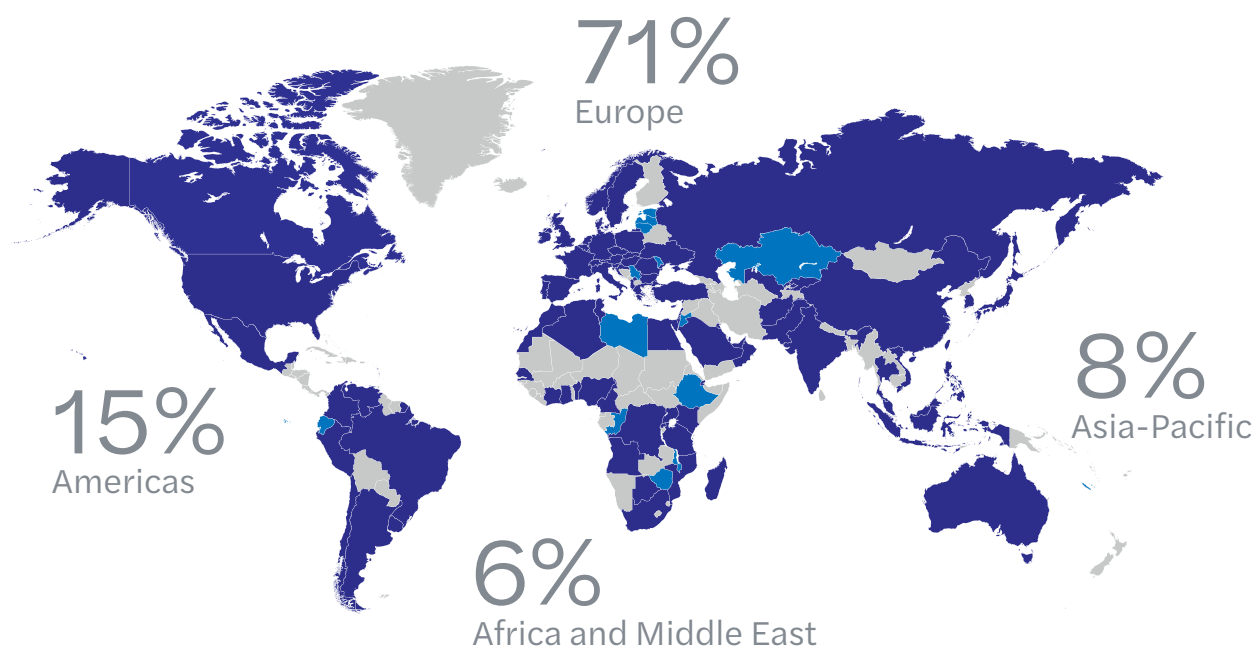 71%
Europe
8%
Asia-Pacific
15%
Americas
6%
Africa and Middle East